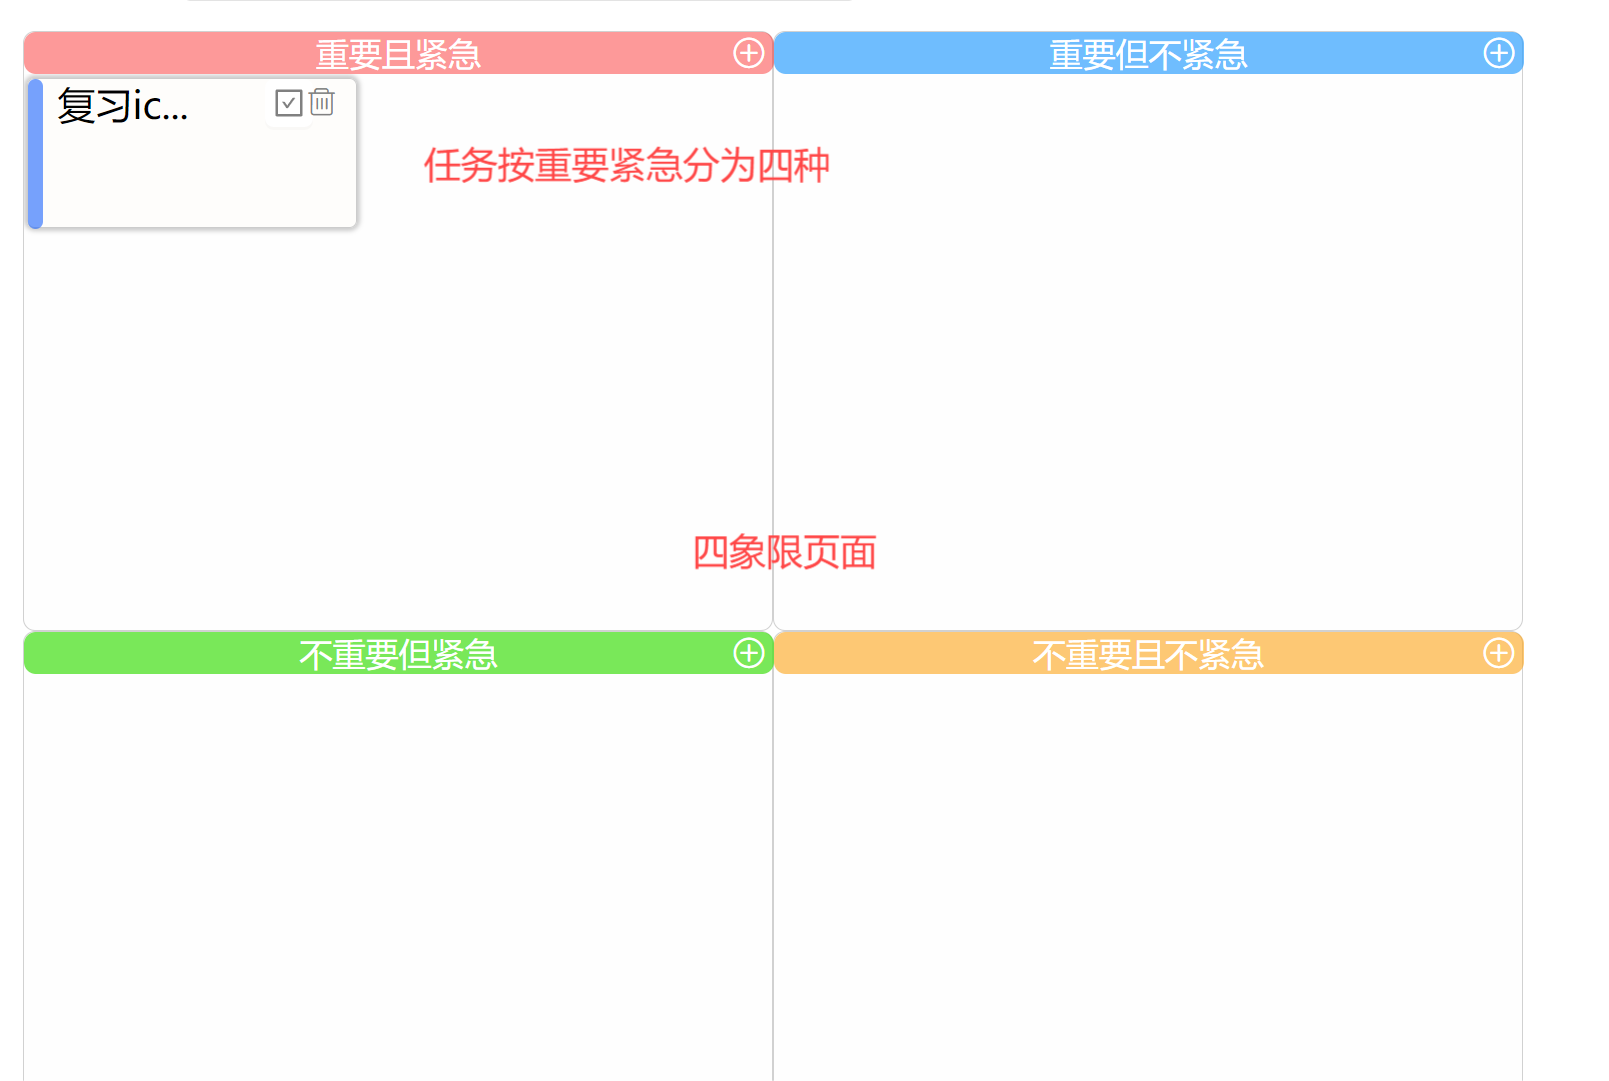 重要且紧急
重要但不紧急
复习ic...
任务按重要紧急分为四种
四象限页面
不重要但紧急
不重要且不紧急